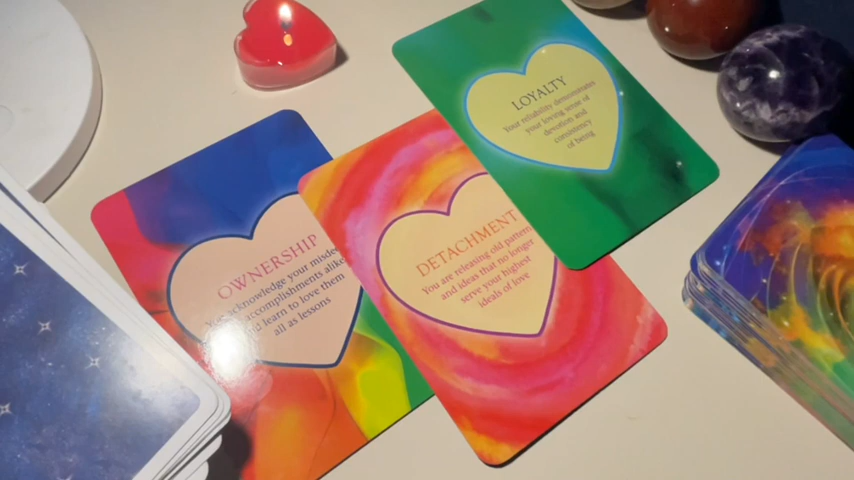 OWNERSHIP
acknowledge your
accomplishments alike
learn to love them
all as lessons
DETACHMENT
You are releasing old
and ideas that no longer
serve your highest
ideals of love
LOYALTY
Your reliability demonstrates
your loving sense of
devotion and
consistency
of being